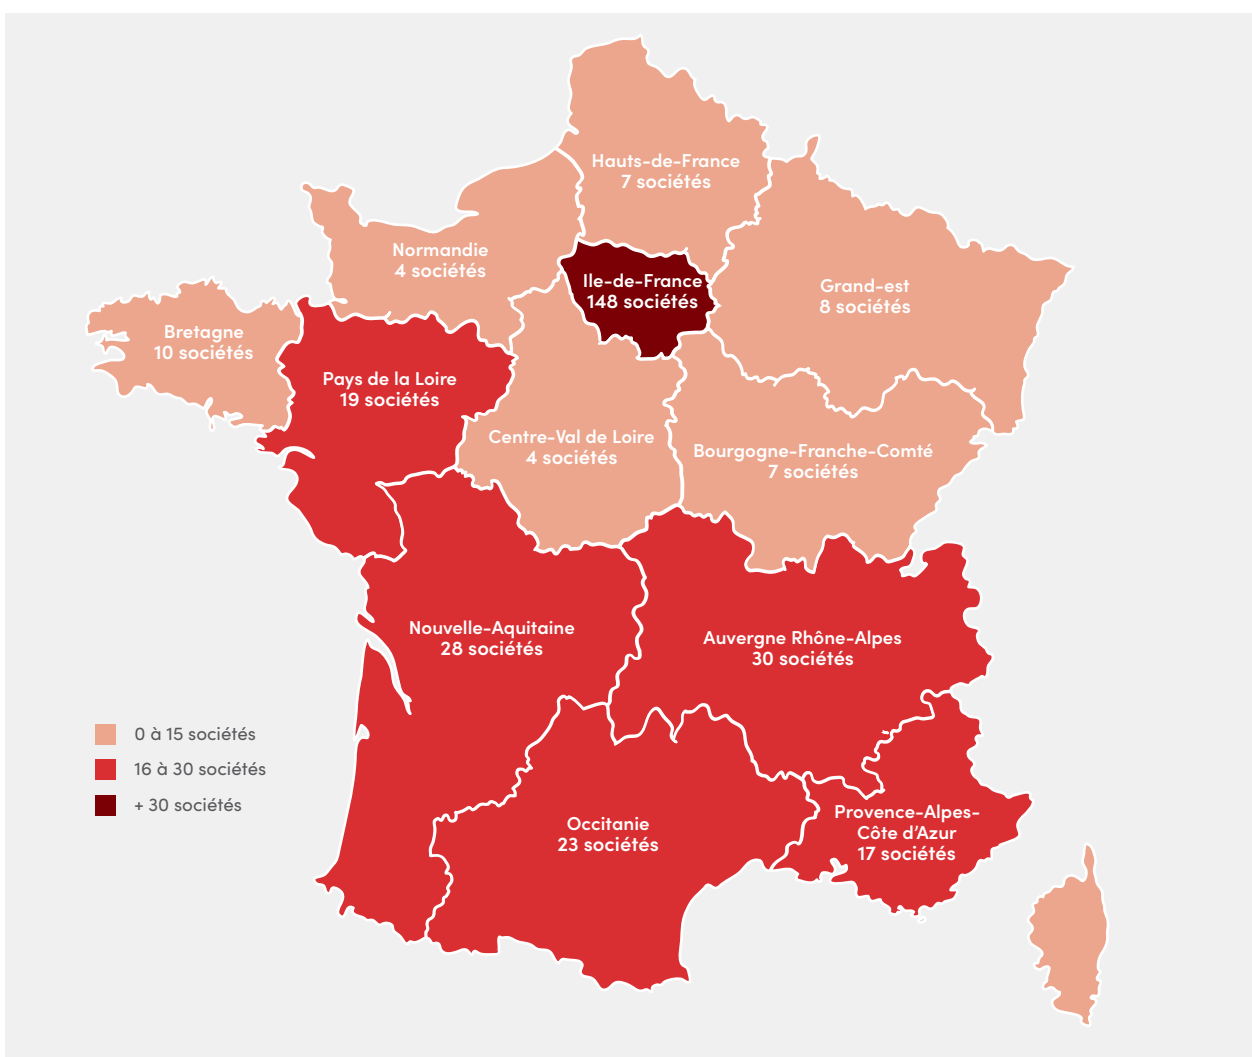 Hauts-de-France
7 sociétés
Normandie
4 sociétés
Ile-de-France
148 sociétés
Grand-est
8 sociétés
Bretagne
10 sociétés
Pays de la Loire
19 sociétés
Centre-Val de Loire
4 sociétés
Bourgogne-Franche-Comté
7 sociétés
Nouvelle-Aquitaine
28 sociétés
Auvergne Rhône-Alpes
30 sociétés
0 à 15 sociétés
16 à 30 sociétés
+ 30 sociétés
Occitanie
23 sociétés
Provence-Alpes-
Côte d’Azur
17 sociétés